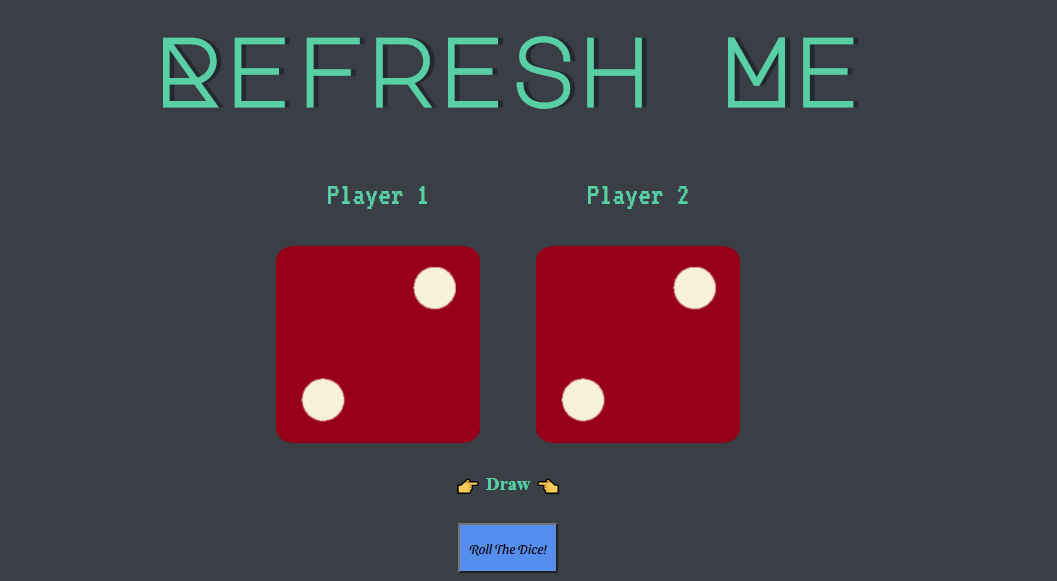 REFRESH ME
Player 1
Player 2
👉 Draw 👈
Roll The Dice!